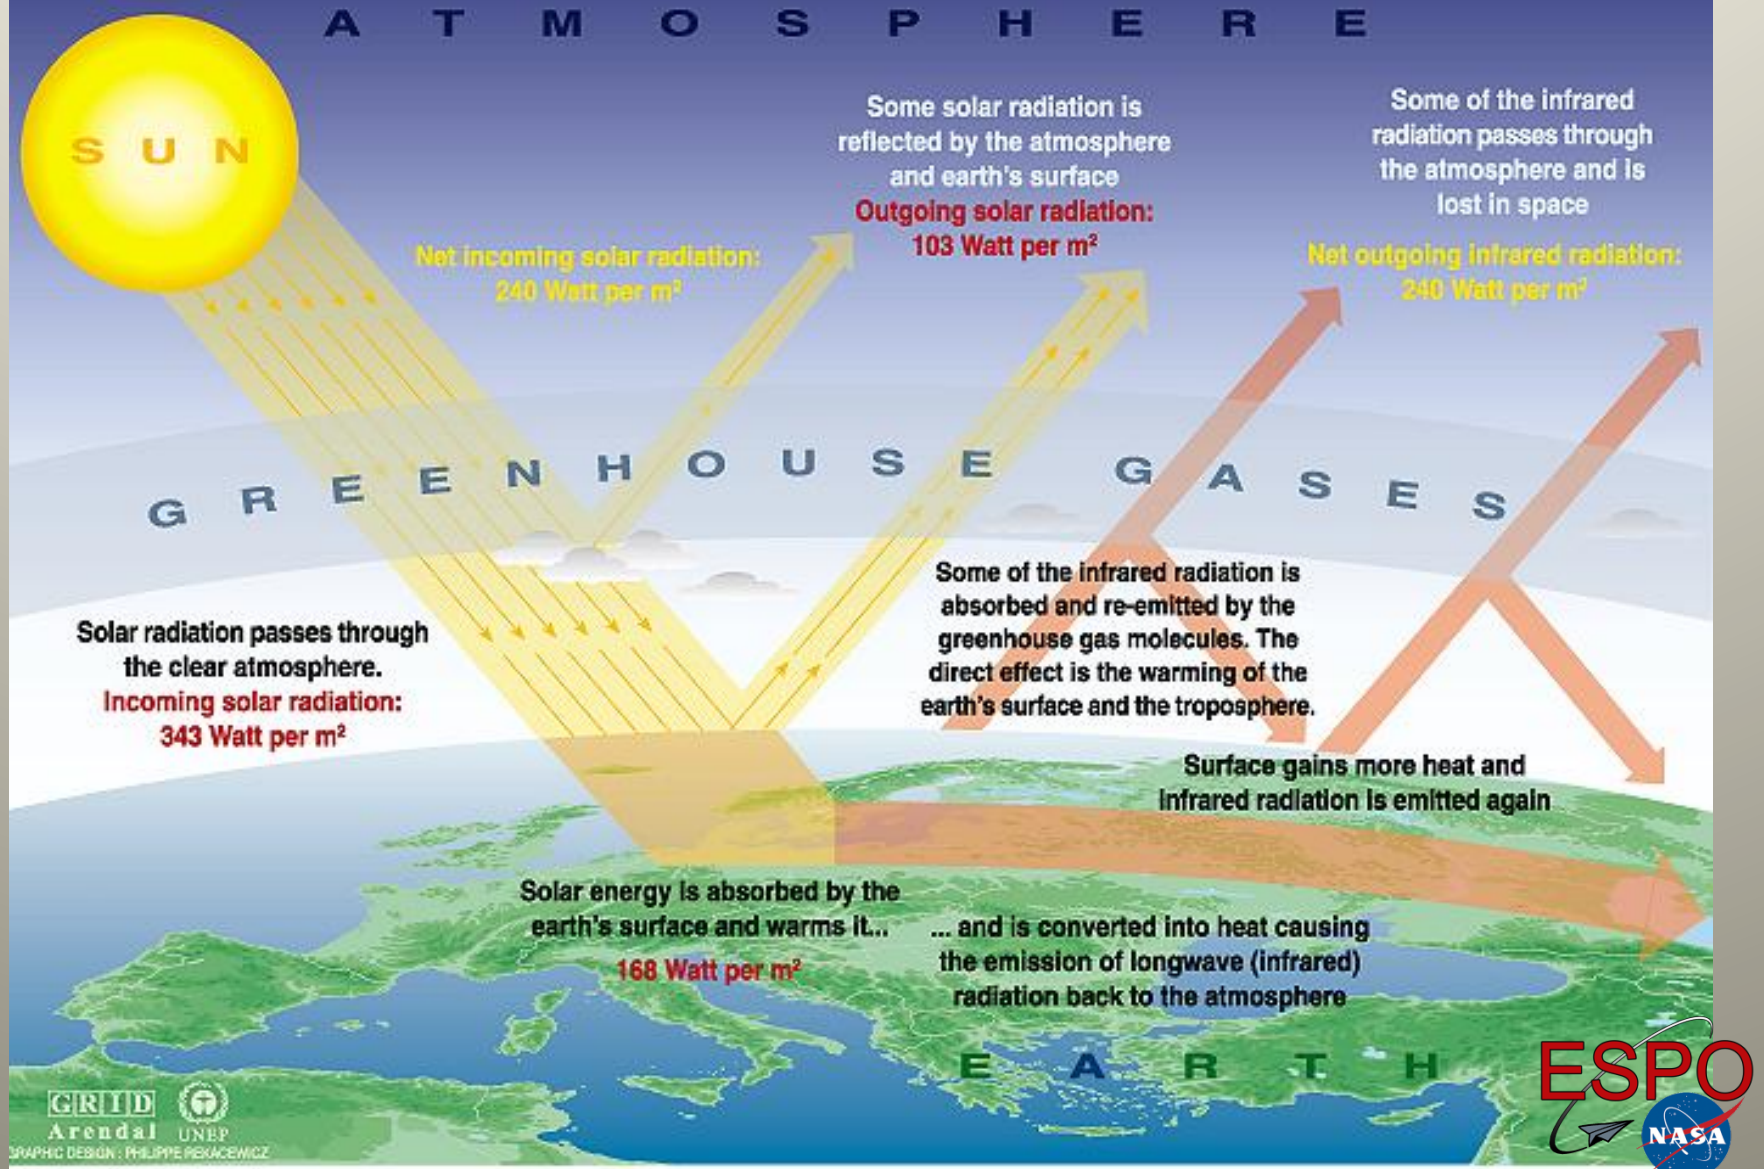 ATMOSPHERE
SUN
Some solar radiation is
reflected by the atmosphere
and earth's surface
Outgoing solar radiation:
103 Watt per m²
Some of the infrared
radiation passes through
the atmosphere and is
lost in space
Net outgoing infrared radiation:
240 Watt per m²
Net incoming solar radiation:
240 Watt per m²
GREENHOUSE GASES
Solar radiation passes through
the clear atmosphere.
Incoming solar radiation:
343 Watt per m²
Some of the infrared radiation is
absorbed and re-emitted by the
greenhouse gas molecules. The
direct effect is the warming of the
earth's surface and the troposphere.
Surface gains more heat and
infrared radiation is emitted again
Solar energy is absorbed by the
earth's surface and warms it...
168 Watt per m²
... and is converted into heat causing
the emission of longwave (infrared)
radiation back to the atmosphere
EARTH
GRID
Arendal
UNEP
GRAPHIC DESIGN : PHILIPPE REKACEWICZ
ESPO
NASA